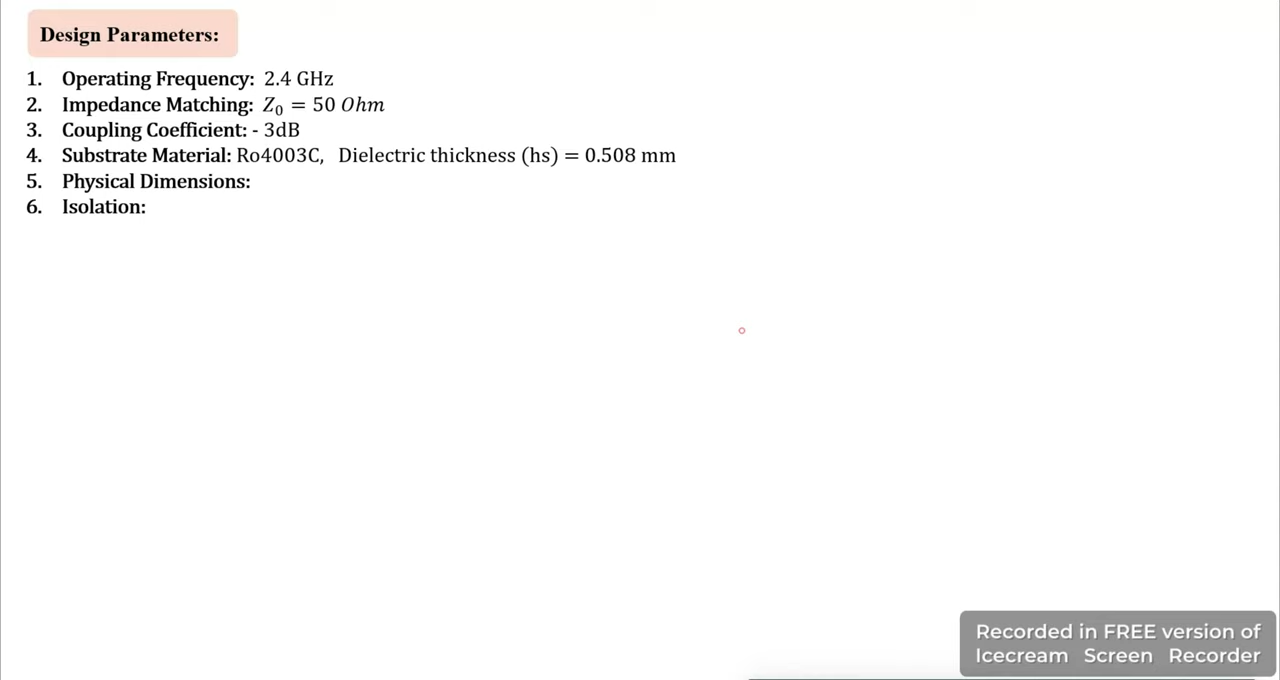 Design Parameters:
1. Operating Frequency: 2.4 GHz
2. Impedance Matching: Z₀ = 50 Ohm
3. Coupling Coefficient: - 3dB
4. Substrate Material: Ro4003C, Dielectric thickness (hs) = 0.508 mm
5. Physical Dimensions:
6. Isolation:
Recorded in FREE version of
Icecream Screen Recorder